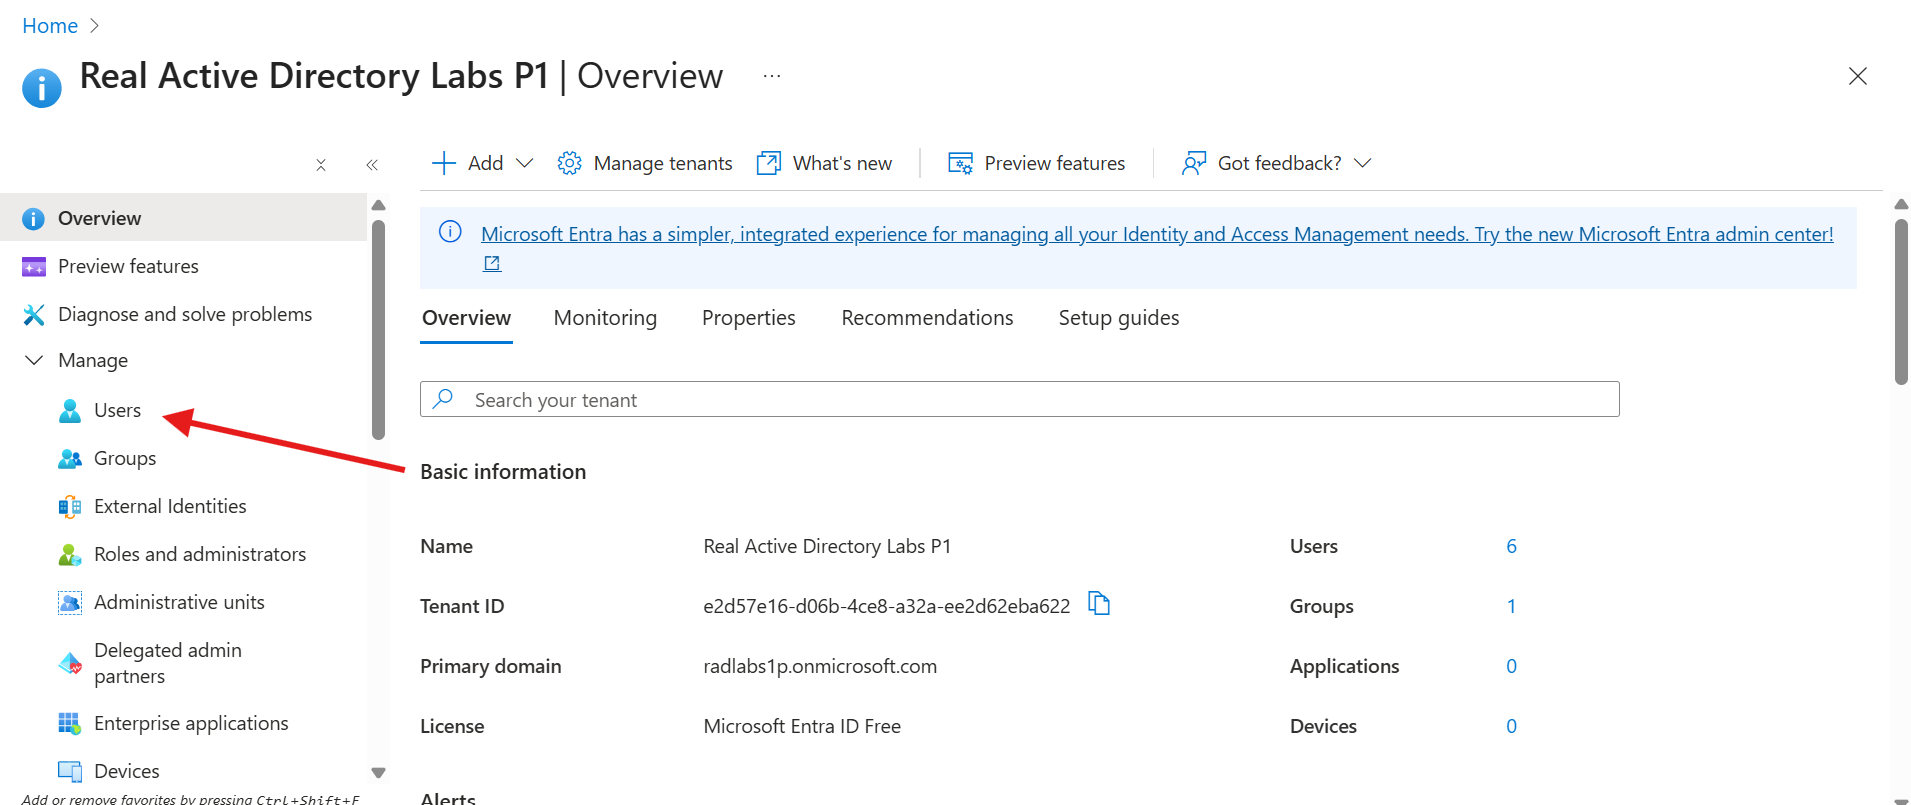 Home
Real Active Directory Labs P1 | Overview ...
Add
Manage tenants
What's new
Preview features
Got feedback?
Overview
Preview features
Diagnose and solve problems
Manage
Users
Groups
External Identities
Roles and administrators
Administrative units
Delegated admin
partners
Enterprise applications
Devices
Add or remove favorites by pressing Ctrl+Shift+F
Microsoft Entra has a simpler, integrated experience for managing all your Identity and Access Management needs. Try the new Microsoft Entra admin center!
Overview
Monitoring
Properties
Recommendations
Setup guides
Search your tenant
Basic information
Name
Real Active Directory Labs P1
Users
6
Tenant ID
e2d57e16-d06b-4ce8-a32a-ee2d62eba622
Groups
1
Primary domain
radlabs1p.onmicrosoft.com
Applications
0
License
Microsoft Entra ID Free
Devices
0
Alerts